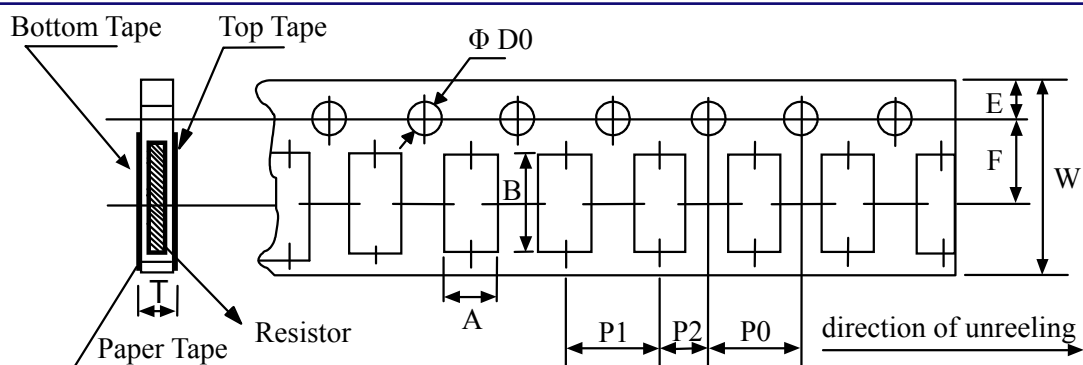 Bottom Tape
Top Tape
Φ D0
E
F
W
B
T
A
P1
P2
P0
Resistor
Paper Tape
direction of unreeling